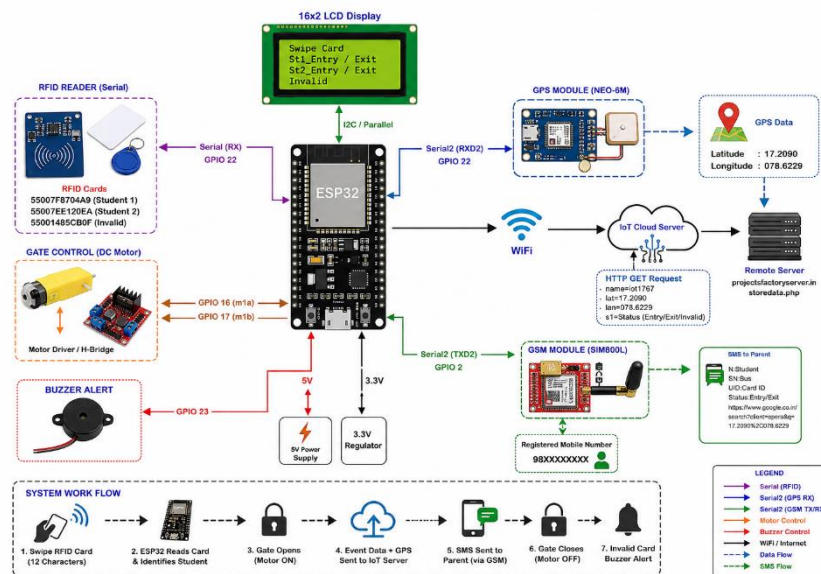 16x2 LCD Display
Swipe Card
St1_Entry / Exit
St2_Entry / Exit
Invalid
I2C / Parallel
RFID READER (Serial)
RFID Cards
55007F8704A9 (Student 1)
55007EE120EA (Student 2)
55001485CB0F (Invalid)
Serial (RX)
GPIO 22
ESP32
Serial2 (RXD2)
GPIO 22
GPS MODULE (NEO-6M)
GPS Data
Latitude : 17.2090
Longitude : 078.6229
WiFi
IoT Cloud Server
HTTP GET Request
- name=iot1767
- lat=17.2090
- lan=078.6229
- s1=Status (Entry/Exit/Invalid)
Remote Server
projectsfactoryserver.in
storedata.php
GATE CONTROL (DC Motor)
Motor Driver / H-Bridge
GPIO 16 (m1a)
GPIO 17 (m1b)
Serial2 (TXD2)
GPIO 2
GSM MODULE (SIM800L)
Registered Mobile Number
98XXXXXXXX
SMS to Parent
N:Student
SN:Sus
UID:Card ID
Status:Entry/Exit
https://www.google.co.in/
search?client=opera&q=
17.2090%2C078.6229
BUZZER ALERT
GPIO 23
5V
5V Power
Supply
3.3V
3.3V
Regulator
LEGEND
Serial (RFID)
Serial2 (GPS RX)
Serial2 (GSM TX/RX)
Motor Control
Buzzer Control
WiFi / Internet
Data Flow
SMS Flow
SYSTEM WORK FLOW
1. Swipe RFID Card
(12 Characters)
2. ESP32 Reads Card
& Identifies Student
3. Gate Opens
(Motor ON)
4. Event Data + GPS
Sent to IoT Server
5. SMS Sent to
Parent (via GSM)
6. Gate Closes
(Motor OFF)
7. Invalid Card
Buzzer Alert